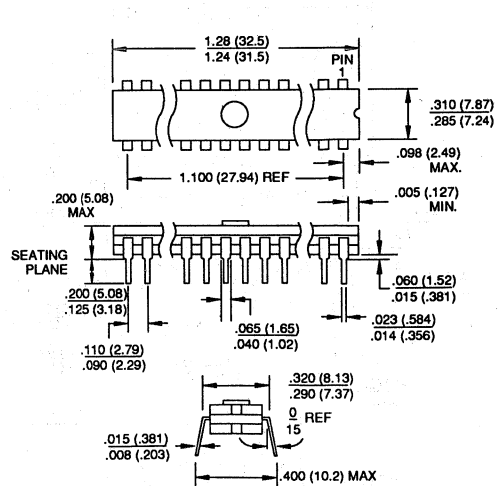 1.28 (32.5)
1.24 (31.5)
PIN
1
.310 (7.87)
.285 (7.24)
.098 (2.49)
MAX.
1.100 (27.94) REF
.005 (.127)
MIN.
.200 (5.08)
MAX
SEATING
PLANE
.200 (5.08)
.125 (3.18)
.060 (1.52)
.015 (.381)
.065 (1.65)
.040 (1.02)
.023 (.584)
.014 (.356)
.110 (2.79)
.090 (2.29)
.320 (8.13)
.290 (7.37)
0
15 REF
.015 (.381)
.008 (.203)
.400 (10.2) MAX